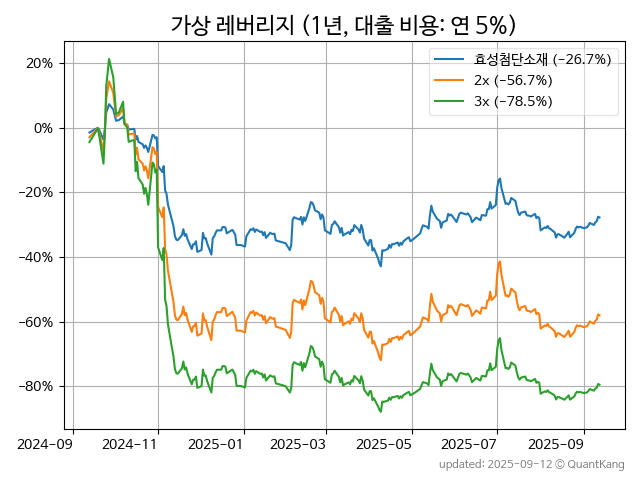 가상 레버리지 (1년, 대출 비용: 연 5%)
효성첨단소재 (-26.7%)
2x (-56.7%)
3x (-78.5%)
20%
0%
-20%
-40%
-60%
-80%
2024-09 2024-11 2025-01 2025-03 2025-05 2025-07 2025-09
updated: 2025-09-12 © QuantKang